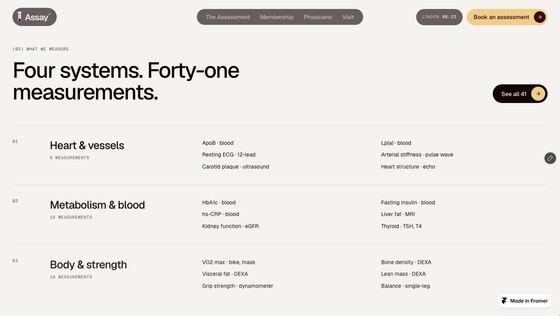 Assay
The Assessment Membership Physicians Visit
LONDON 06:23
Book an assessment
(02) WHAT WE MEASURE
Four systems. Forty-one
measurements.
See all 41
01
Heart & vessels
8 MEASUREMENTS
ApoB · blood
Lp(a) · blood
Resting ECG · 12-lead
Arterial stiffness · pulse wave
Carotid plaque · ultrasound
Heart structure · echo
02
Metabolism & blood
16 MEASUREMENTS
HbA1c · blood
Fasting insulin · blood
hs-CRP · blood
Liver fat · MRI
Kidney function · eGFR
Thyroid · TSH, T4
03
Body & strength
10 MEASUREMENTS
VO2 max · bike, mask
Bone density · DEXA
Visceral fat · DEXA
Lean mass · DEXA
Grip strength · dynamometer
Balance · single-leg
Made in Framer